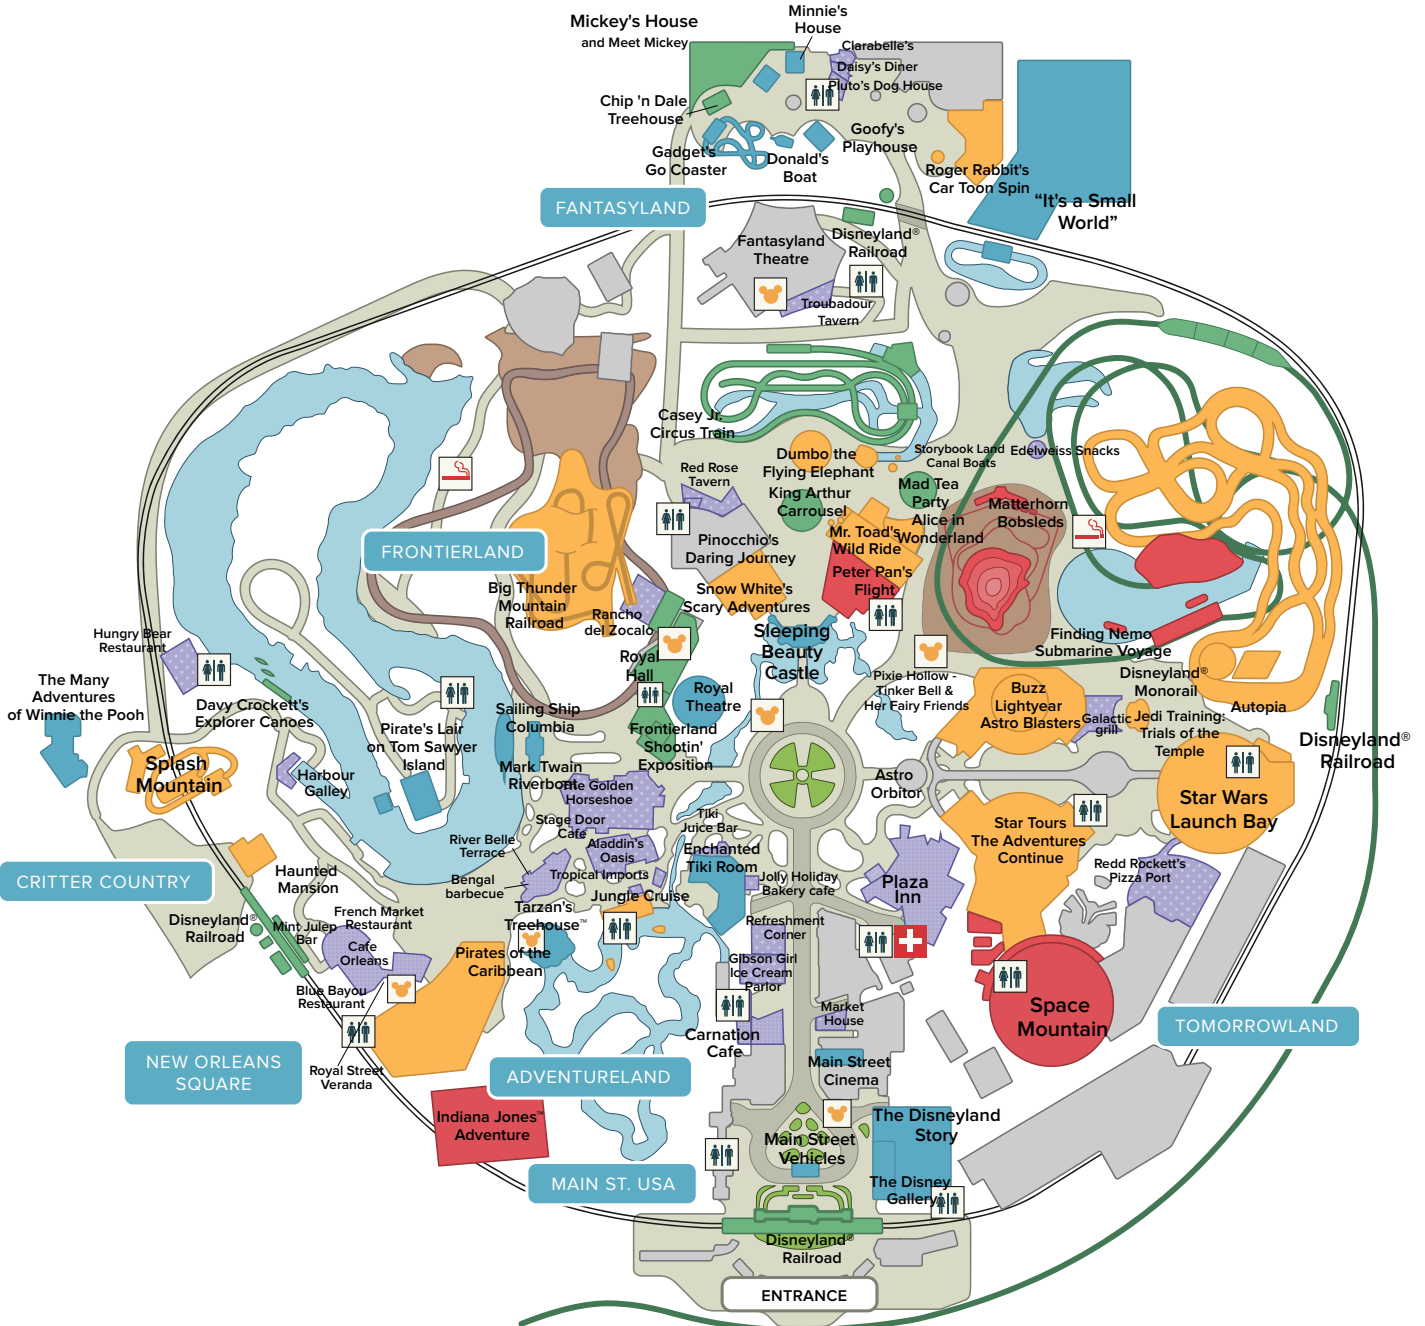 Mickey's House
and Meet Mickey
Minnie's
House
Clarabelle's
Daisy's Diner
Pluto's Dog House
Chip 'n Dale
Treehouse
Gadget's
Go Coaster
Donald's
Boat
Goofy's
Playhouse
Roger Rabbit's
Car Toon Spin
“It's a Small
World”
FANTASYLAND
Fantasyland
Theatre
Disneyland®
Railroad
Troubadour
Tavern
Casey Jr.
Circus Train
Dumbo the
Flying Elephant
Storybook Land
Canal Boats
Edelweiss Snacks
Red Rose
Tavern
King Arthur
Carrousel
Mad Tea
Party
Alice in
Wonderland
Matterhorn
Bobsleds
Pinocchio's
Daring Journey
Mr. Toad's
Wild Ride
Peter Pan's
Flight
Snow White's
Scary Adventures
FRONTIERLAND
Big Thunder
Mountain
Railroad
Rancho
del Zocalo
Sleeping
Beauty
Castle
Royal
Hall
Royal
Theatre
Finding Nemo
Submarine Voyage
Pixie Hollow -
Tinker Bell &
Her Fairy Friends
Buzz
Lightyear
Astro Blasters
Disneyland®
Monorail
Galactic
grill
Jedi Training:
Trials of the
Temple
Autopia
Disneyland®
Railroad
Hungry Bear
Restaurant
The Many
Adventures
of Winnie the Pooh
Davy Crockett's
Explorer Canoes
Pirate's Lair
on Tom Sawyer
Island
Sailing Ship
Columbia
Frontierland
Shootin'
Exposition
Splash
Mountain
Harbour
Galley
Mark Twain
Riverboat
The Golden
Horseshoe
Astro
Orbitor
Star Wars
Launch Bay
Stage Door
Cafe
Tiki
Juice Bar
Star Tours
The Adventures
Continue
River Belle
Terrace
Aladdin's
Oasis
Enchanted
Tiki Room
Redd Rockett's
Pizza Port
CRITTER COUNTRY
Haunted
Mansion
Bengal
barbecue
Tropical Imports
Jungle Cruise
Jolly Holiday
Bakery cafe
Plaza
Inn
Disneyland®
Railroad
Mint Julep
Bar
French Market
Restaurant
Tarzan's
Treehouse™
Refreshment
Corner
Cafe
Orleans
Pirates of the
Caribbean
Gibson Girl
Ice Cream
Parlor
Blue Bayou
Restaurant
Space
Mountain
Market
House
TOMORROWLAND
Carnation
Cafe
NEW ORLEANS
SQUARE
Royal Street
Veranda
ADVENTURELAND
Main Street
Cinema
Indiana Jones™
Adventure
Main Street
Vehicles
The Disneyland
Story
MAIN ST. USA
The Disney
Gallery
Disneyland®
Railroad
ENTRANCE